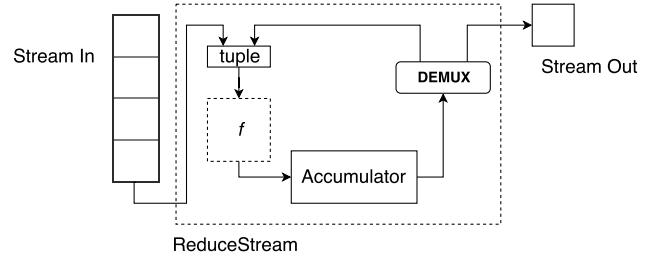 Stream In
tuple
f
Accumulator
DEMUX
Stream Out
ReduceStream